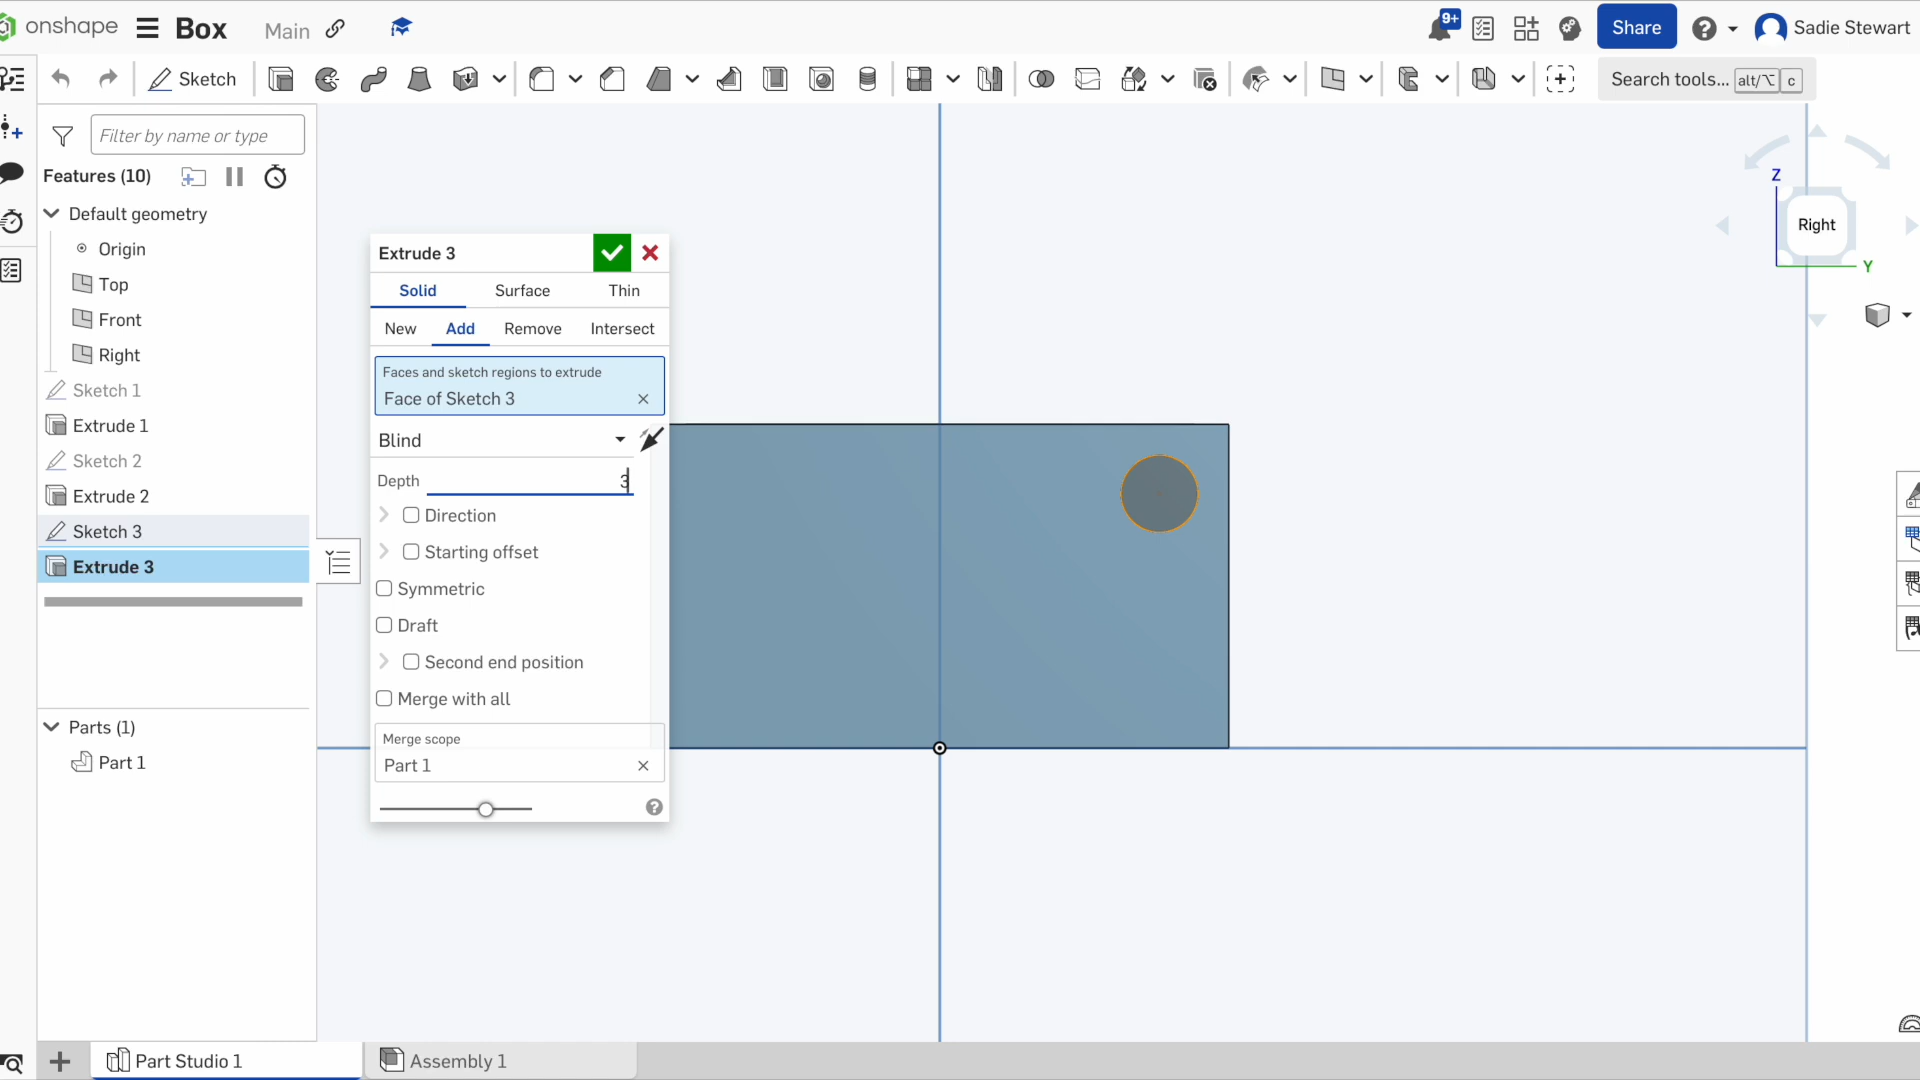 onshape
Box
Main
9+
Share
Sadie Stewart
Sketch
Search tools...
alt/⌥
c
Filter by name or type
Features (10)
Default geometry
Origin
Top
Front
Right
Sketch 1
Extrude 1
Sketch 2
Extrude 2
Sketch 3
Extrude 3
Parts (1)
Part 1
Extrude 3
Solid
Surface
Thin
New
Add
Remove
Intersect
Faces and sketch regions to extrude
Face of Sketch 3
Blind
Depth
3
Direction
Starting offset
Symmetric
Draft
Second end position
Merge with all
Merge scope
Part 1
Z
Right
Y
Part Studio 1
Assembly 1